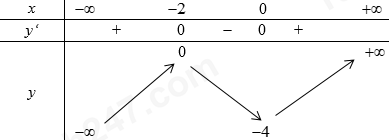 x −∞ −2 0 +∞
y‘ + 0 − 0 +
0 +∞
y
−∞ −4